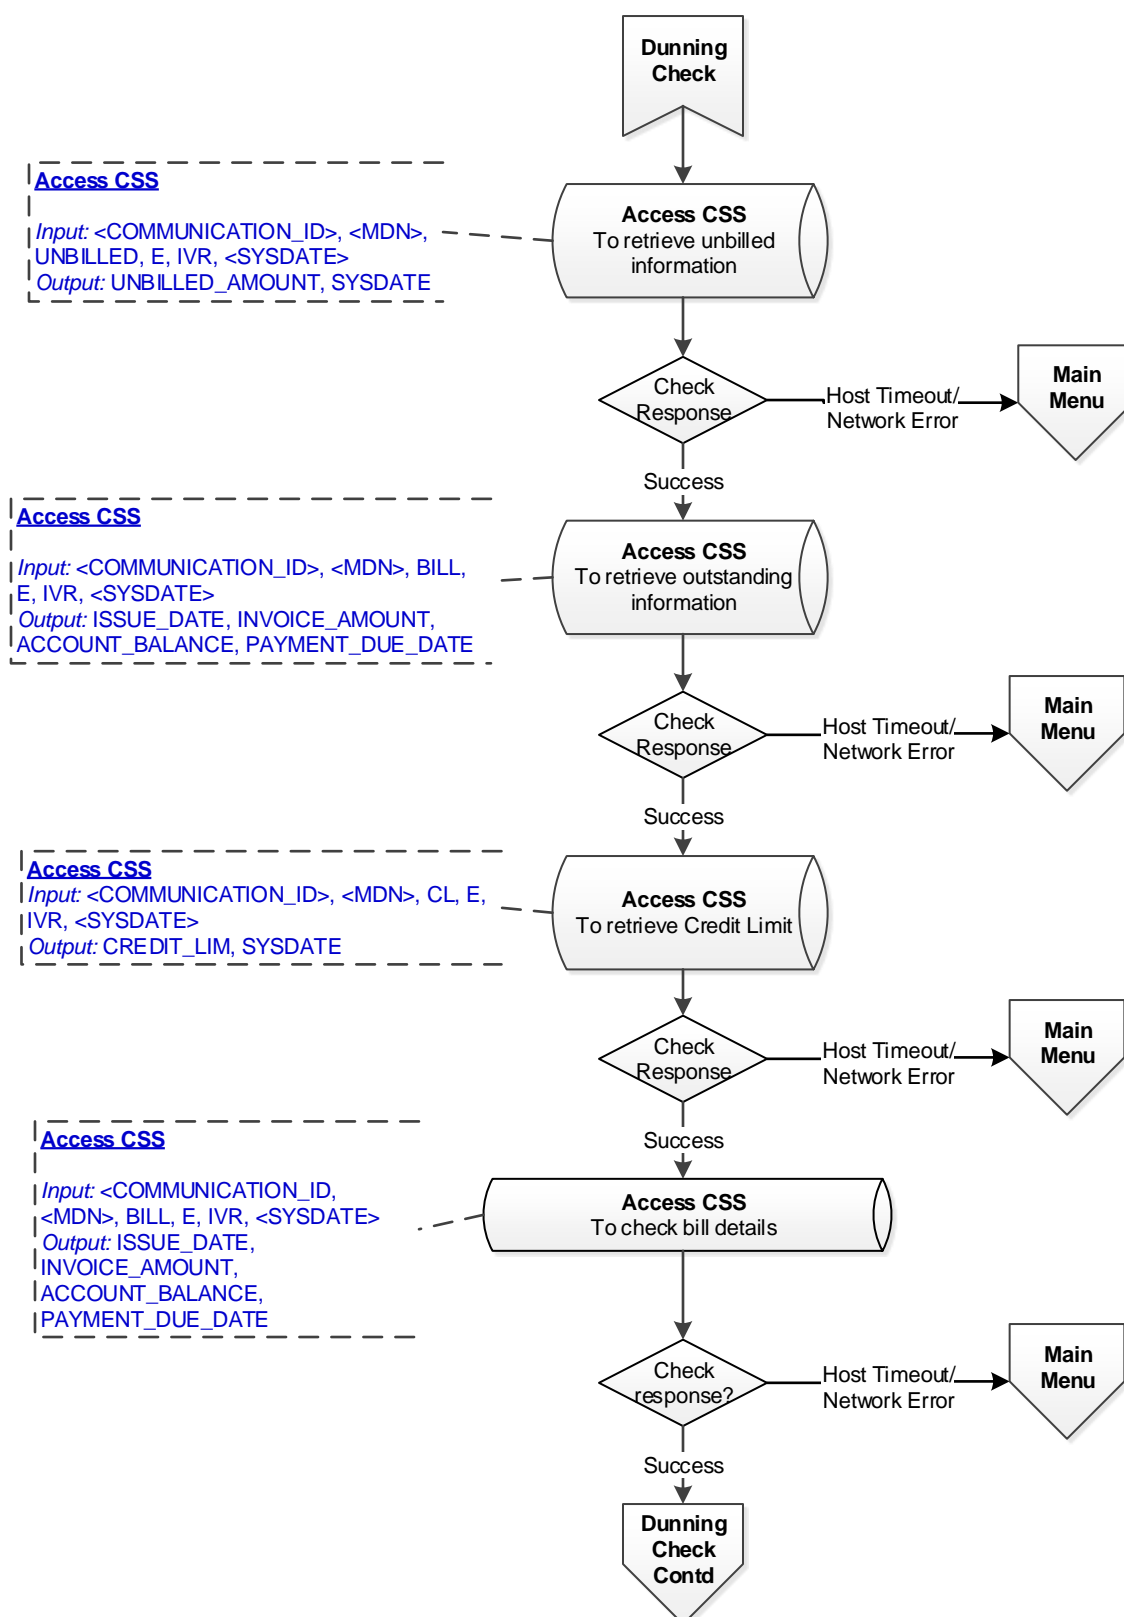 Dunning
Check
Access CSS
Input: <COMMUNICATION_ID>, <MDN>,
UNBILLED, E, IVR, <SYSDATE>
Output: UNBILLED_AMOUNT, SYSDATE
Access CSS
To retrieve unbilled
information
Check
Response
Host Timeout/
Network Error
Main
Menu
Success
Access CSS
Input: <COMMUNICATION_ID>, <MDN>, BILL,
E, IVR, <SYSDATE>
Output: ISSUE_DATE, INVOICE_AMOUNT,
ACCOUNT_BALANCE, PAYMENT_DUE_DATE
Access CSS
To retrieve outstanding
information
Check
Response
Host Timeout/
Network Error
Main
Menu
Success
Access CSS
Input: <COMMUNICATION_ID>, <MDN>, CL, E,
IVR, <SYSDATE>
Output: CREDIT_LIM, SYSDATE
Access CSS
To retrieve Credit Limit
Check
Response
Host Timeout/
Network Error
Main
Menu
Success
Access CSS
Input: <COMMUNICATION_ID,
<MDN>, BILL, E, IVR, <SYSDATE>
Output: ISSUE_DATE,
INVOICE_AMOUNT,
ACCOUNT_BALANCE,
PAYMENT_DUE_DATE
Access CSS
To check bill details
Check
response?
Host Timeout/
Network Error
Main
Menu
Success
Dunning
Check
Contd